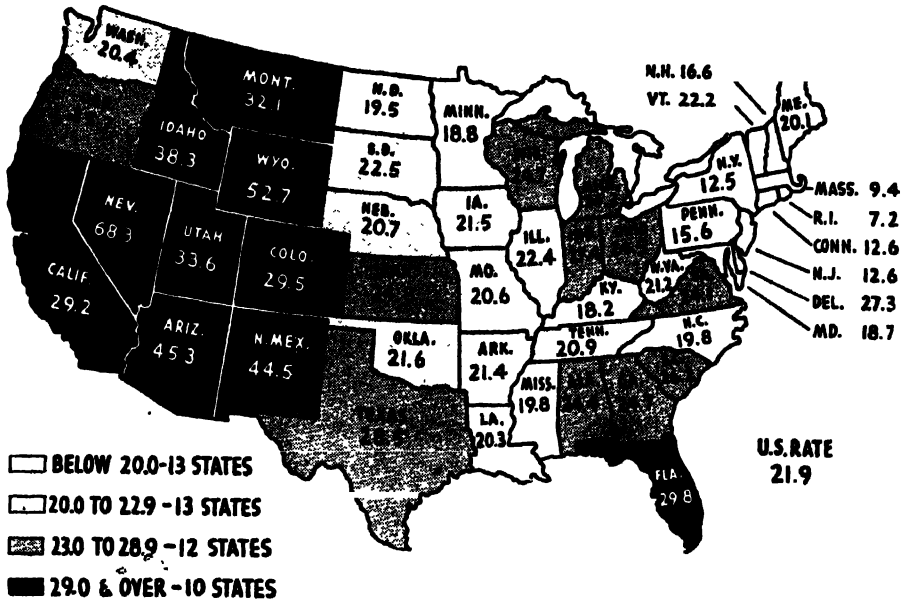 WASH.
20.4
MONT.
32.1
IDAHO
38.3
WYO.
52.7
NEV.
68.3
UTAH
33.6
COLO.
29.5
CALIF.
29.2
ARIZ.
45.3
N.MEX.
44.5
N.D.
19.5
S.D.
22.5
NEB.
20.7
OKLA.
21.6
TEXAS
MINN.
18.8
IA.
21.5
MO.
20.6
ARK.
21.4
LA.
20.3
ILL.
22.4
KY.
18.2
TENN.
20.9
MISS.
19.8
W.VA.
21.2
N.C.
19.8
FLA.
29.8
PENN.
15.6
N.Y.
12.5
ME.
20.1
N.H. 16.6
VT. 22.2
MASS. 9.4
R.I. 7.2
CONN. 12.6
N.J. 12.6
DEL. 27.3
MD. 18.7
U.S. RATE
21.9
BELOW 20.0-13 STATES
20.0 TO 22.9 -13 STATES
23.0 TO 28.9 -12 STATES
29.0 & OVER -10 STATES